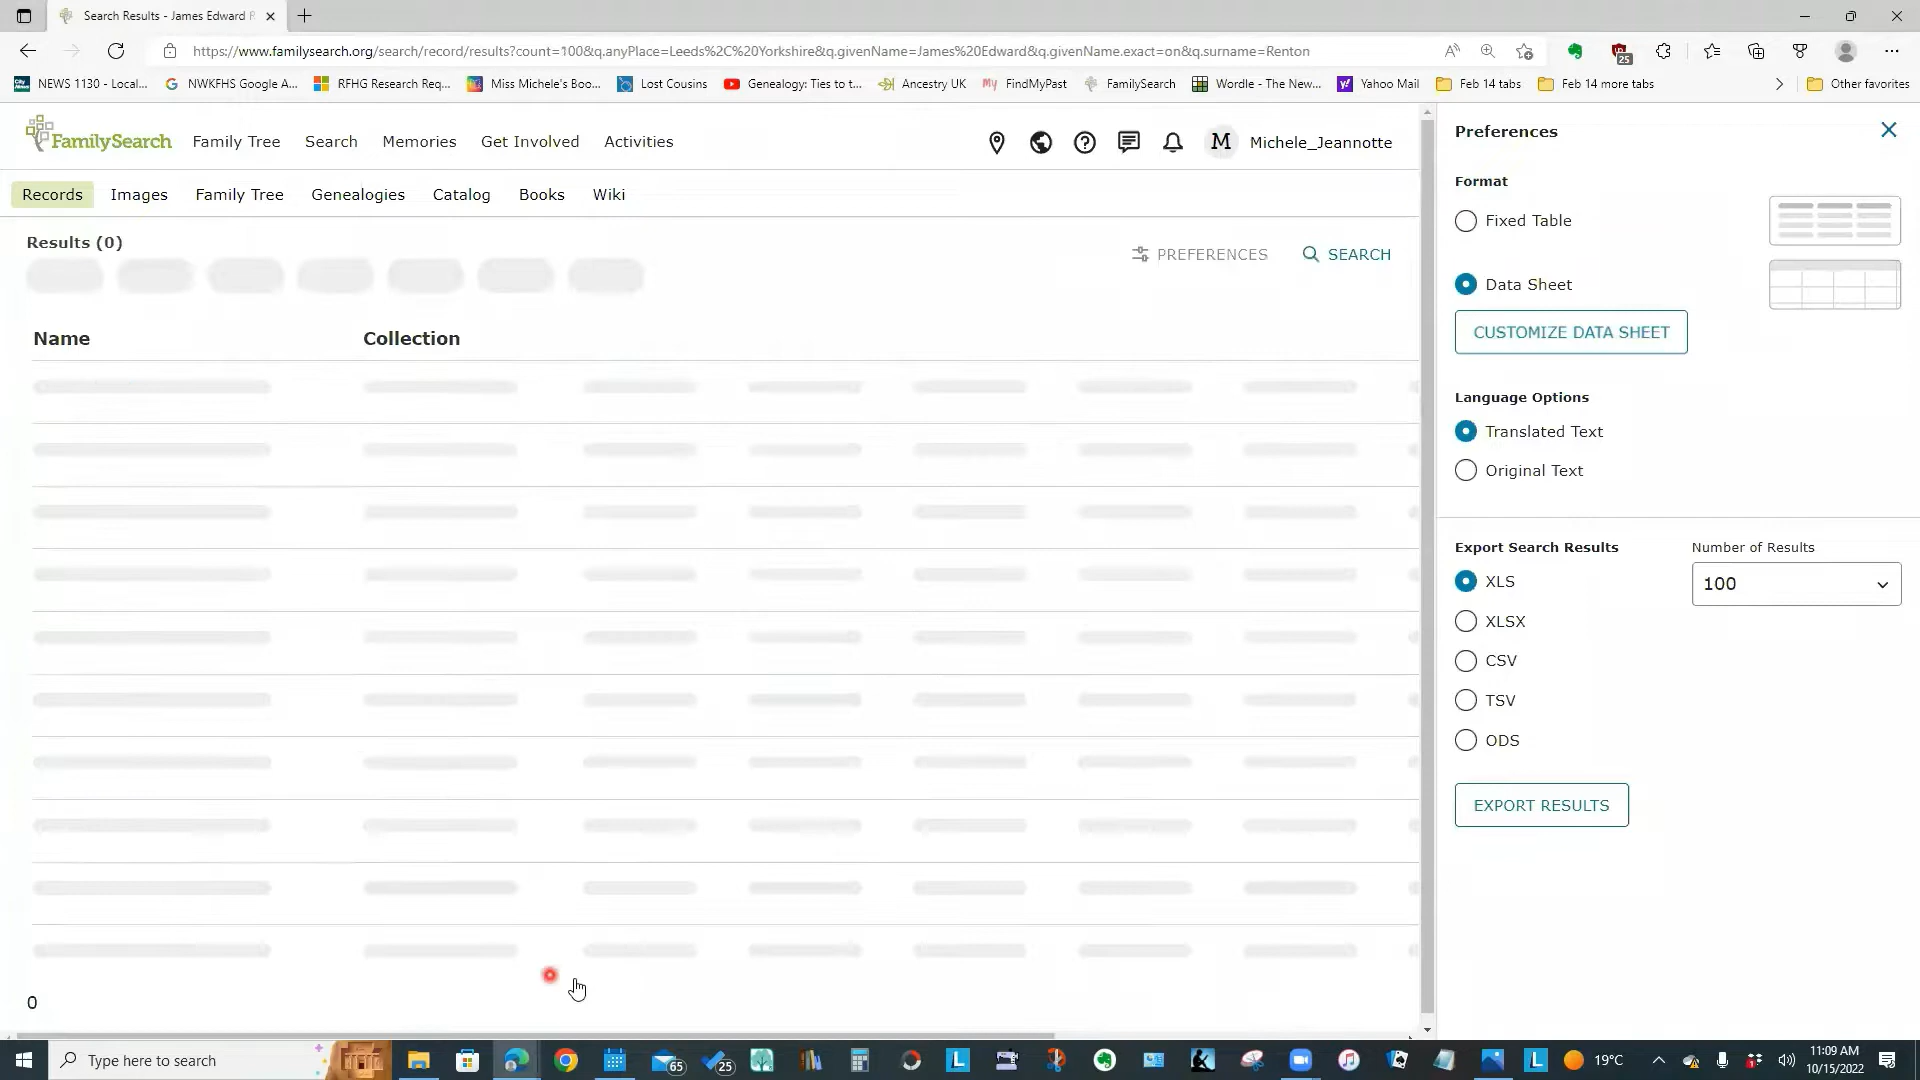 Search Results - James Edward R
https://www.familysearch.org/search/record/results?count=100&q.anyPlace=Leeds%2C%20Yorkshire&q.givenName=James%20Edward&q.givenName.exact=on&q.surname=Renton
25
NEWS 1130 - Local... NWKFHS Google A... RFHG Research Req... Miss Michele's Boo... Lost Cousins Genealogy: Ties to t... Ancestry UK FindMyPast FamilySearch Wordle - The New... Yahoo Mail Feb 14 tabs Feb 14 more tabs Other favorites
FamilySearch Family Tree Search Memories Get Involved Activities M Michele_Jeannotte
Records Images Family Tree Genealogies Catalog Books Wiki
Results (0)
PREFERENCES SEARCH
Name Collection
0
Preferences
Format
Fixed Table
Data Sheet
CUSTOMIZE DATA SHEET
Language Options
Translated Text
Original Text
Export Search Results Number of Results
XLS 100
XLSX
CSV
TSV
ODS
EXPORT RESULTS
Type here to search 65 25 19°C 11:09 AM
10/15/2022